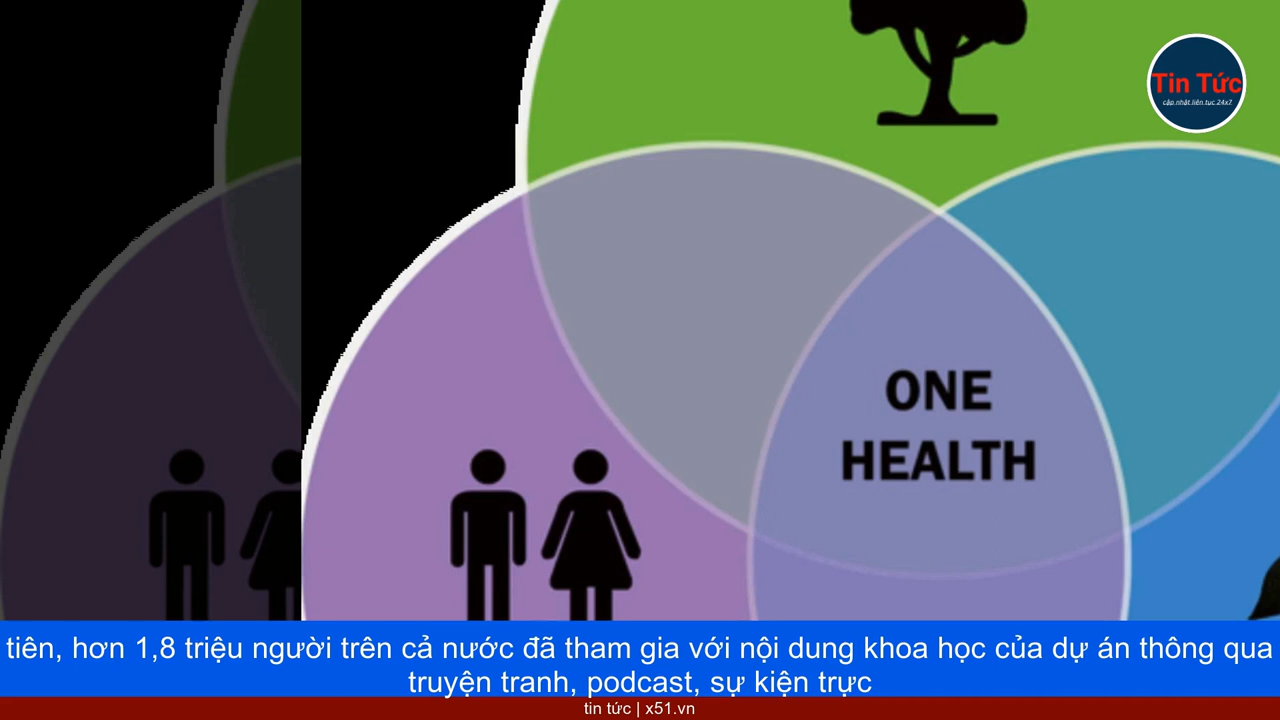 Tin Tức
cập nhật liên tục 24x7
ONE
HEALTH
tiên, hơn 1,8 triệu người trên cả nước đã tham gia với nội dung khoa học của dự án thông qua
truyện tranh, podcast, sự kiện trực
tin tức | x51.vn